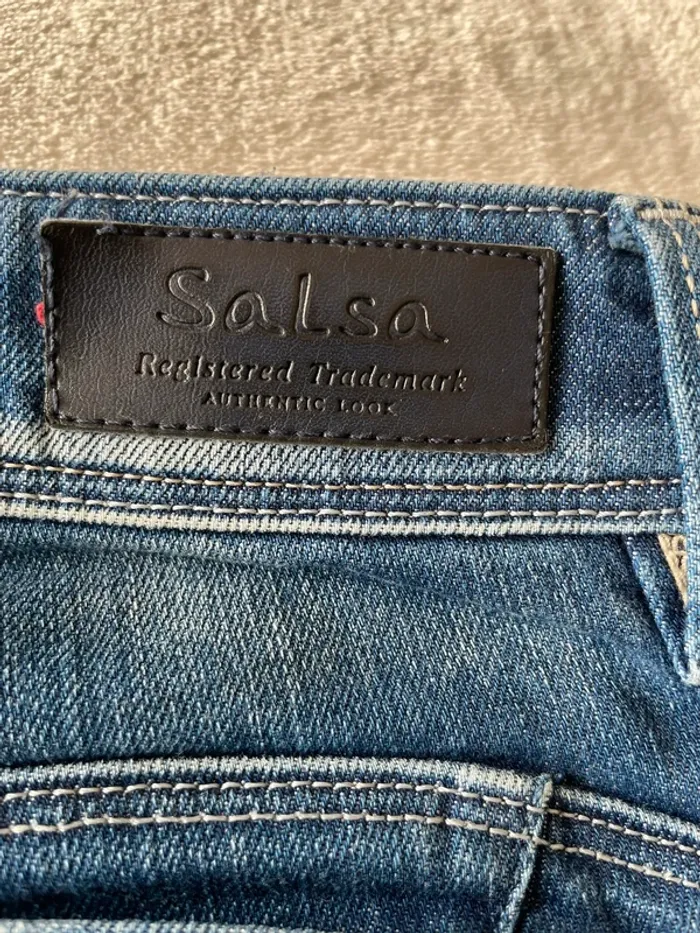 Salsa
Registered Trademark
AUTHENTIC LOOK